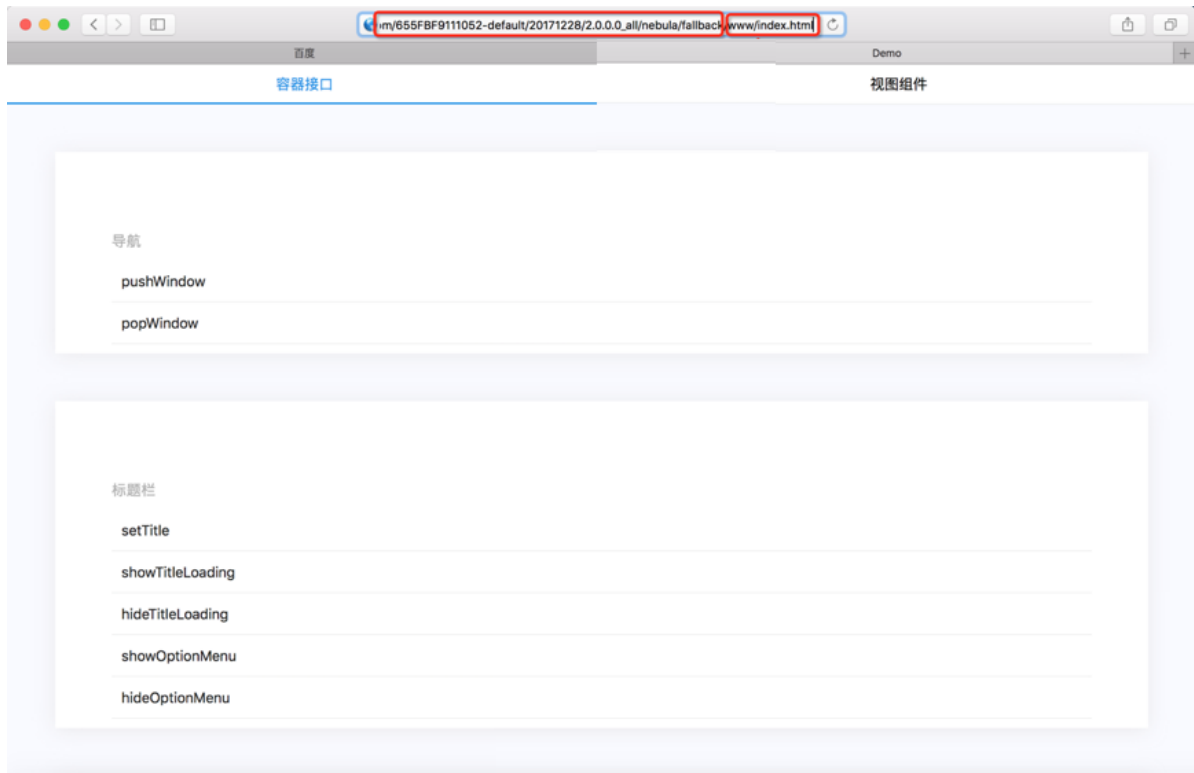 om/655FBF9111052-default/20171228/2.0.0.0_all/nebula/fallback/www/index.html
百度
Demo
容器接口
视图组件
导航
pushWindow
popWindow
标题栏
setTitle
showTitleLoading
hideTitleLoading
showOptionMenu
hideOptionMenu